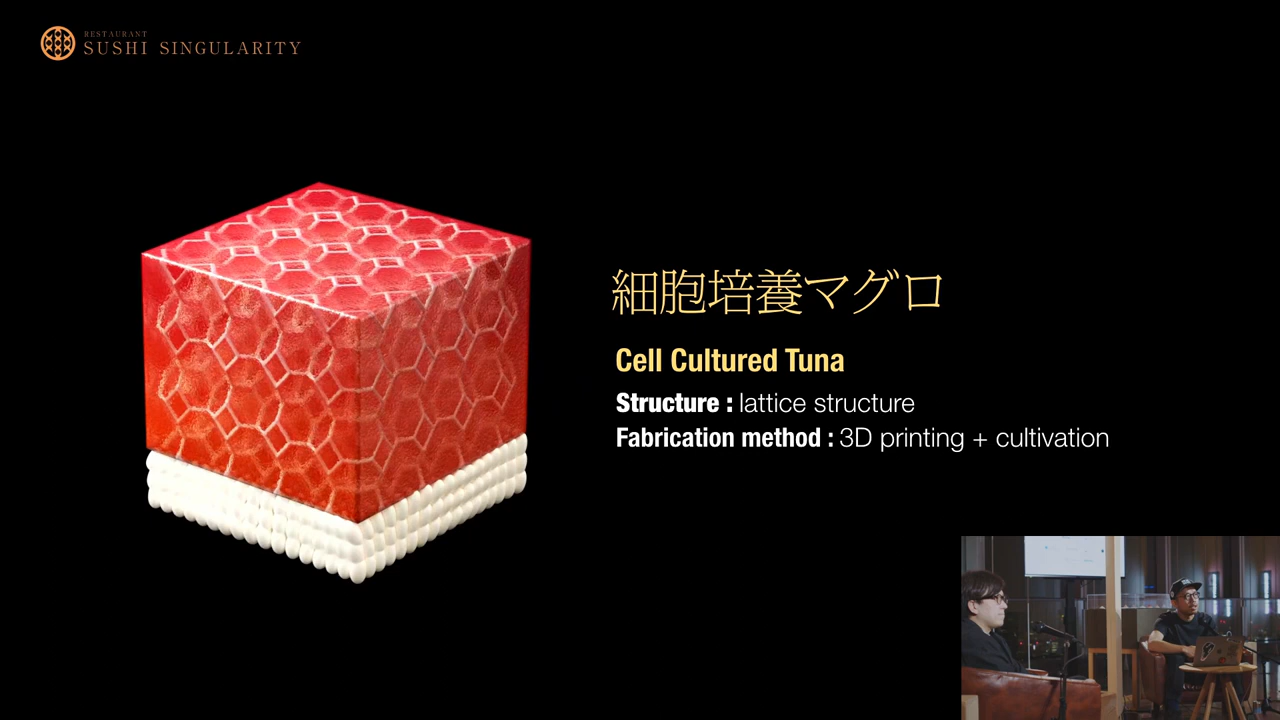 RESTAURANT
SUSHI SINGULARITY
細胞培養マグロ
Cell Cultured Tuna
Structure : lattice structure
Fabrication method : 3D printing + cultivation